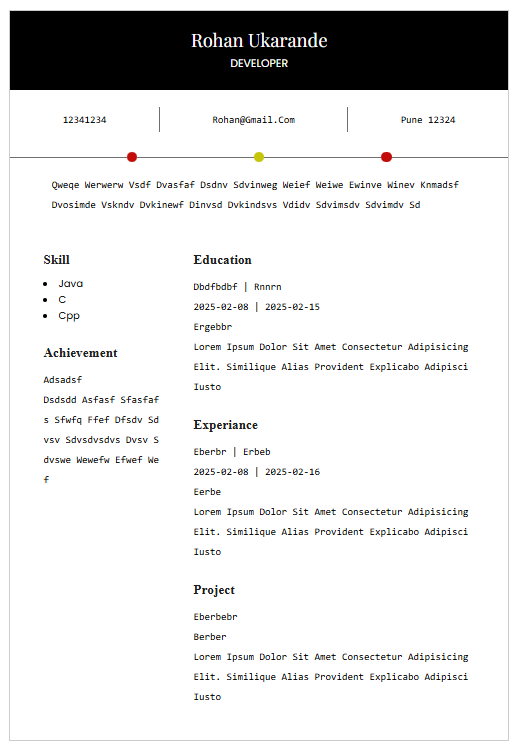 Rohan Ukarande
DEVELOPER
12341234
Rohan@Gmail.Com
Pune 12324
Qweqe Werwerw Vsdf Dvasfaf Dsdnv Sdvinweg Weief Weiwe Ewinve Winev Knmadsf
Dvosimde Vskndv Dvkinewf Dinvsd Dvkindsvs Vdidv Sdvimsdv Sdvimdv Sd
Skill
Java
C
Cpp
Achievement
Adsadsf
Dsdsdd Asfasf Sfasfaf
s Sfwfq Ffef Dfsdv Sd
vsv Sdvsdvsdvs Dvsv S
dvswe Wewefw Efwef We
f
Education
Dbdfbdbf | Rnnrn
2025-02-08 | 2025-02-15
Ergebbr
Lorem Ipsum Dolor Sit Amet Consectetur Adipisicing
Elit. Similique Alias Provident Explicabo Adipisci
Iusto
Experiance
Eberbr | Erbeb
2025-02-08 | 2025-02-16
Eerbe
Lorem Ipsum Dolor Sit Amet Consectetur Adipisicing
Elit. Similique Alias Provident Explicabo Adipisci
Iusto
Project
Eberbebr
Berber
Lorem Ipsum Dolor Sit Amet Consectetur Adipisicing
Elit. Similique Alias Provident Explicabo Adipisci
Iusto